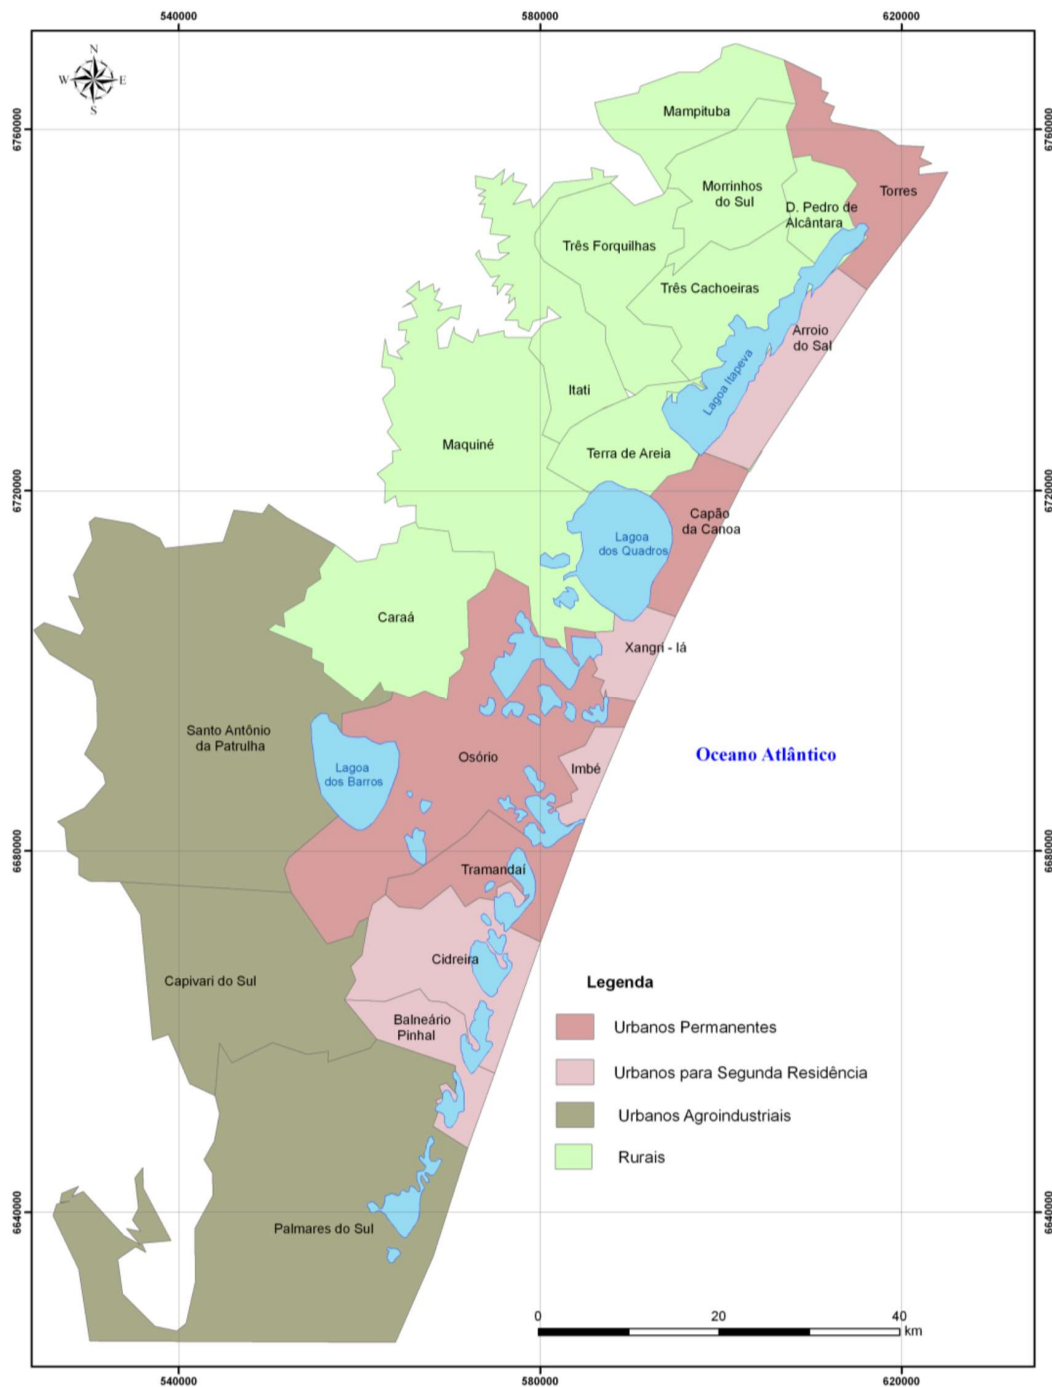 540000
580000
620000
N
W
E
S
6760000
6760000
Mampituba
Morrinhos
do Sul
Torres
D. Pedro de
Alcântara
Três Forquilhas
Três Cachoeiras
Arroio
do Sal
Lagoa Itapeva
Itati
Maquiné
Terra de Areia
6720000
6720000
Capão
da Canoa
Lagoa
dos Quadros
Caraá
Xangri - lá
Santo Antônio
da Patrulha
Osório
Imbé
Oceano Atlântico
Lagoa
dos Barros
6680000
6680000
Tramandaí
Cidreira
Capivari do Sul
Balneário
Pinhal
Legenda
Urbanos Permanentes
Urbanos para Segunda Residência
Urbanos Agroindustriais
Rurais
6640000
6640000
Palmares do Sul
0
20
40
km
540000
580000
620000